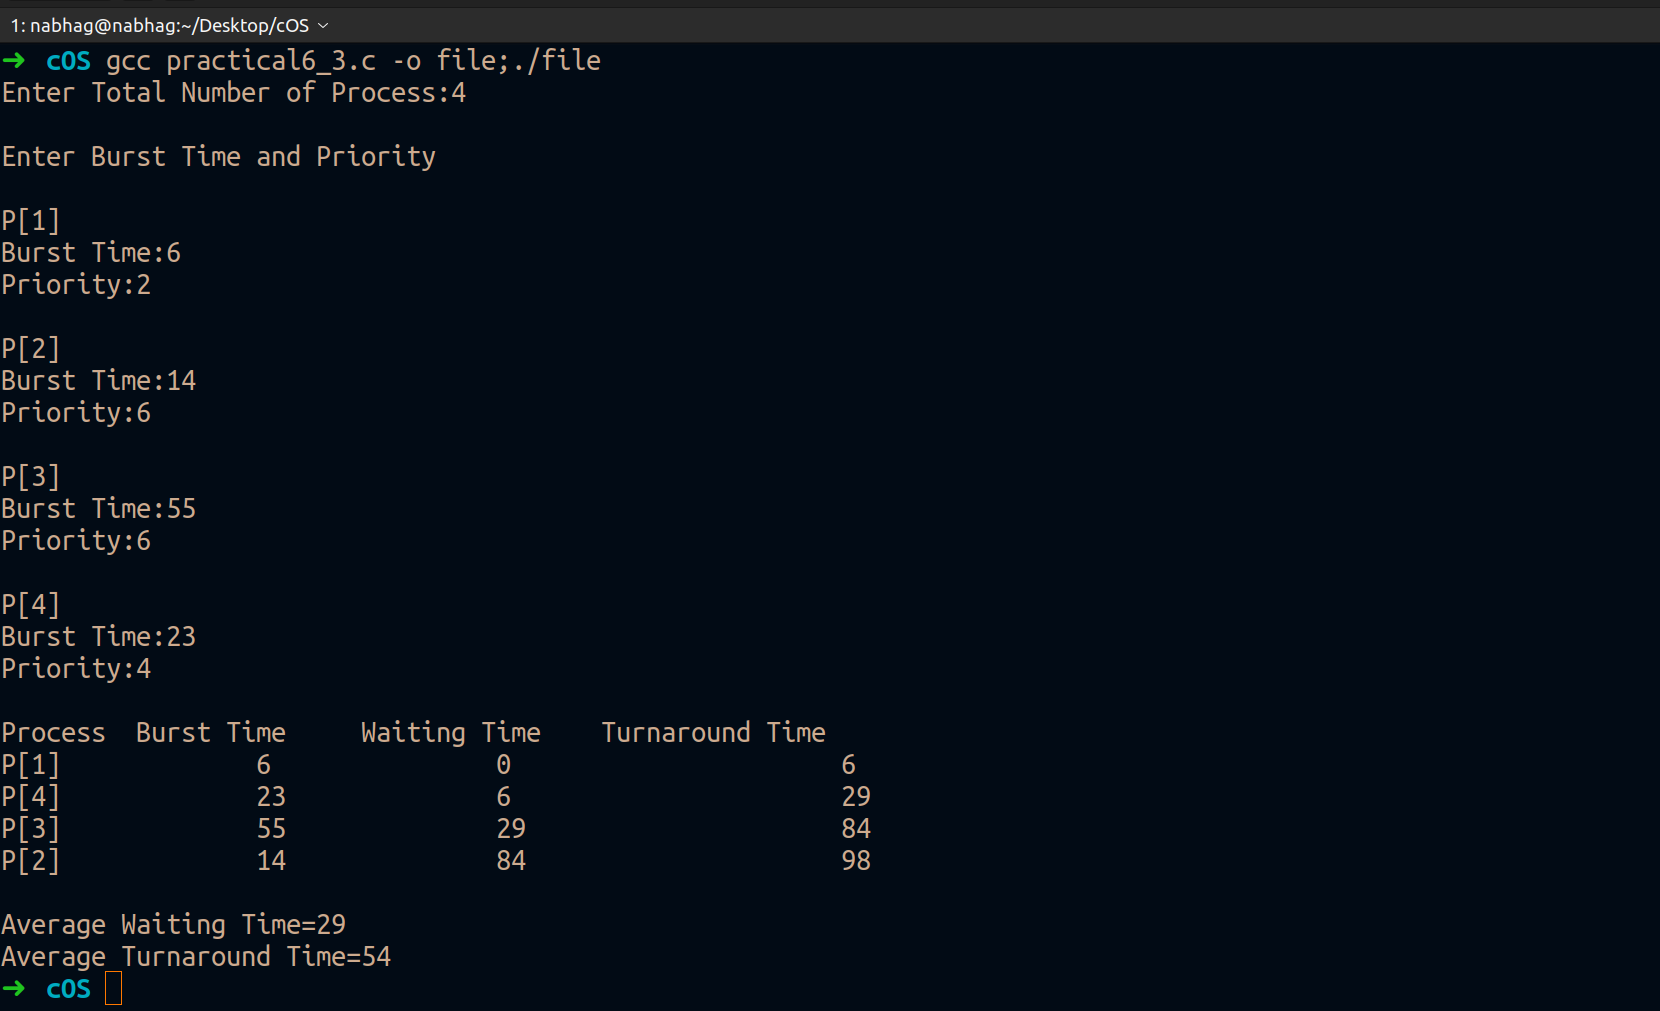 1: nabhag@nabhag:~/Desktop/cOS
➜ cOS gcc practical6_3.c -o file;./file
Enter Total Number of Process:4
Enter Burst Time and Priority
P[1]
Burst Time:6
Priority:2
P[2]
Burst Time:14
Priority:6
P[3]
Burst Time:55
Priority:6
P[4]
Burst Time:23
Priority:4
Process Burst Time Waiting Time Turnaround Time
P[1] 6 0 6
P[4] 23 6 29
P[3] 55 29 84
P[2] 14 84 98
Average Waiting Time=29
Average Turnaround Time=54
➜ cOS